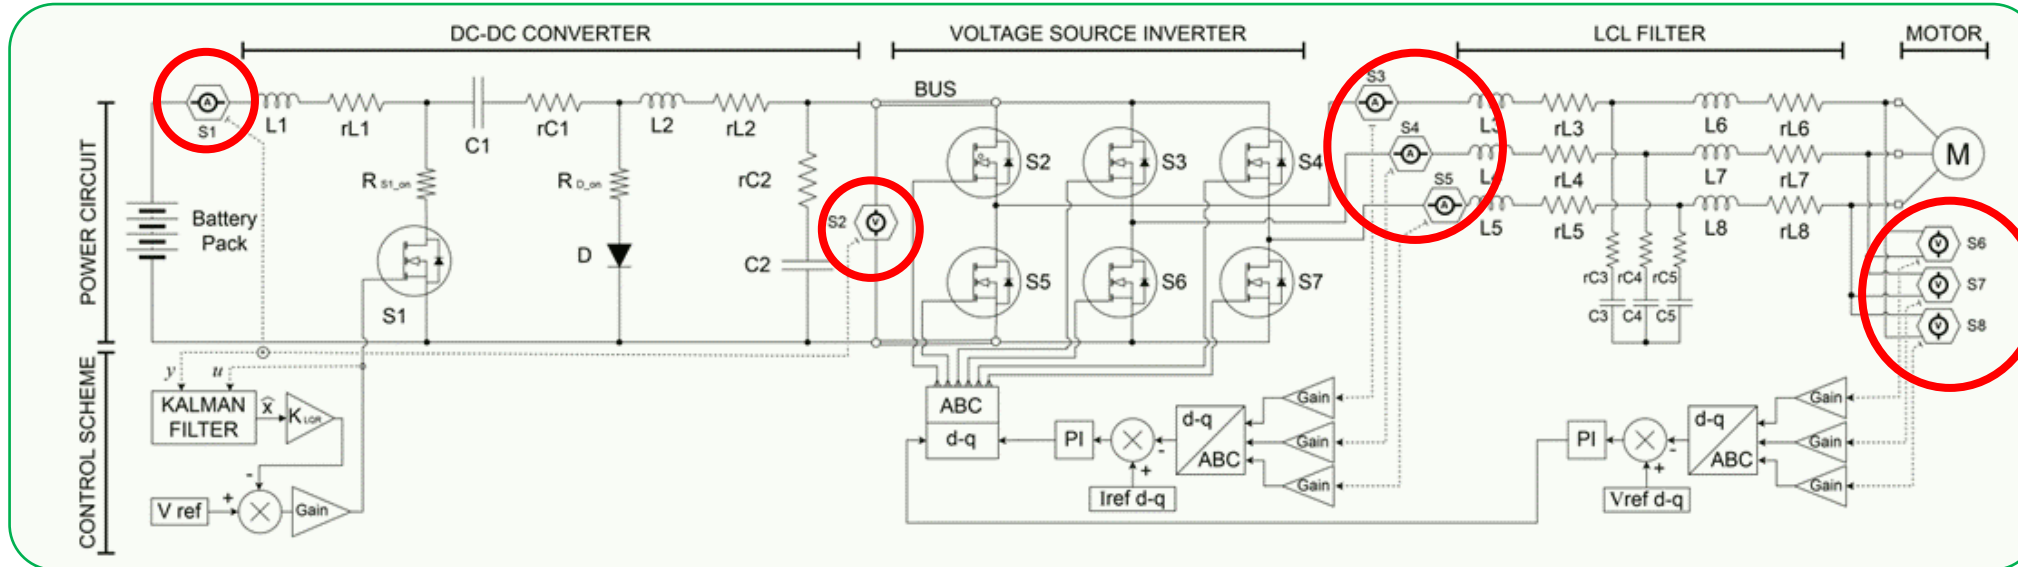 DC-DC CONVERTER
VOLTAGE SOURCE INVERTER
LCL FILTER
MOTOR
POWER CIRCUIT
CONTROL SCHEME
S1
L1
rL1
C1
rC1
L2
rL2
BUS
R S1_on
R D_on
rC2
S2
Battery Pack
D
C2
S1
S2
S3
S4
S5
S6
S7
S3
S4
S5
L3
rL3
L6
rL6
L4
rL4
L7
rL7
L5
rL5
L8
rL8
M
rC3
rC4
rC5
C3
C4
C5
S6
S7
S8
y
u
KALMAN
FILTER
x̂
K LQR
-
+
V ref
Gain
ABC
d-q
PI
-
+
Iref d-q
d-q
ABC
Gain
Gain
Gain
PI
-
+
Vref d-q
d-q
ABC
Gain
Gain
Gain
A
V
A
A
A
V
V
V